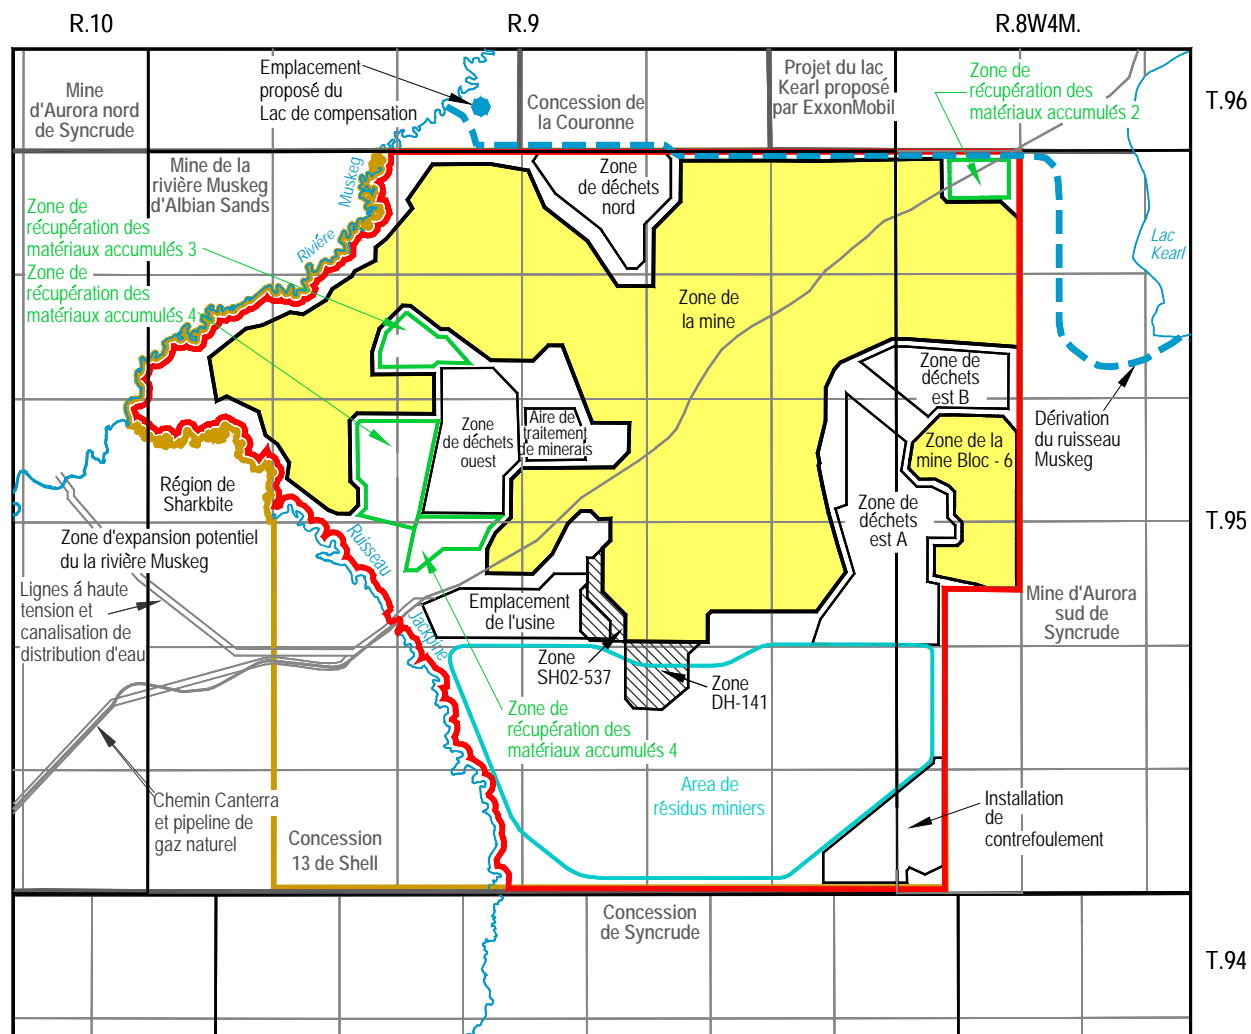 R.10
R.9
R.8W4M.
T.96
T.95
T.94
Mine
d'Aurora nord
de Syncrude
Emplacement
proposé du
Lac de compensation
Concession de
la Couronne
Projet du lac
Kearl proposé
par ExxonMobil
Zone de
récupération des
matériaux accumulés 2
Mine de la
rivière Muskeg
d'Albian Sands
Rivière
Muskeg
Zone
de déchets
nord
Lac
Kearl
Zone de
récupération des
matériaux accumulés 3
Zone de
récupération des
matériaux accumulés 4
Zone de
la mine
Zone de
déchets
est B
Dérivation
du ruisseau
Muskeg
Zone
de déchets
ouest
Aire de
traitement
de minerais
Zone de la
mine Bloc - 6
Région de
Sharkbite
Zone de
déchets
est A
Zone d'expansion potentiel
du la rivière Muskeg
Ruisseau
Jackpine
Lignes á haute
tension et
canalisation de
distribution d'eau
Emplacement
de l'usine
Mine d'Aurora
sud de
Syncrude
Zone
SH02-537
Zone
DH-141
Zone de
récupération des
matériaux accumulés 4
Area de
résidus miniers
Chemin Canterra
et pipeline de
gaz naturel
Installation
de
contrefoulement
Concession
13 de Shell
Concession
de Syncrude